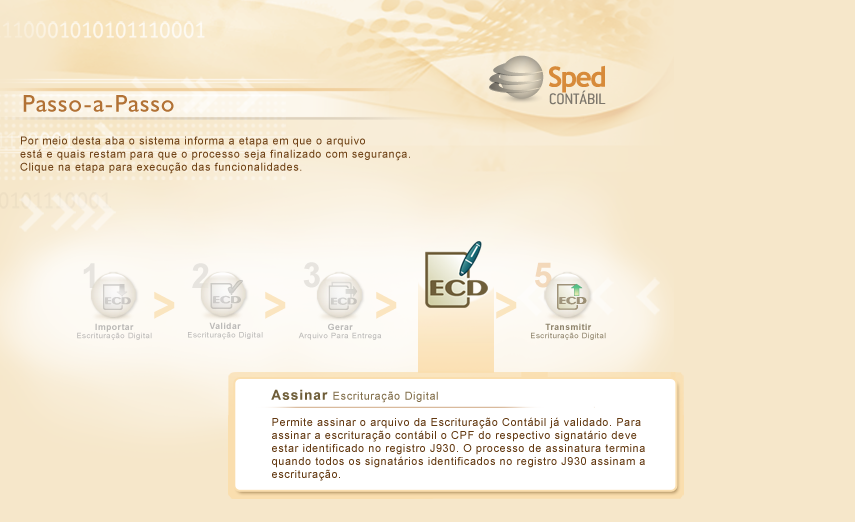 110001010101110001
Sped
CONTÁBIL
Passo-a-Passo
Por meio desta aba o sistema informa a etapa em que o arquivo
está e quais restam para que o processo seja finalizado com segurança.
Clique na etapa para execução das funcionalidades.
0101110001
1
ECD
Importar
Escrituração Digital
>
2
ECD
Validar
Escrituração Digital
>
3
ECD
Gerar
Arquivo Para Entrega
>
ECD
>
5
ECD
Transmitir
Escrituração Digital
Assinar Escrituração Digital
Permite assinar o arquivo da Escrituração Contábil já validado. Para
assinar a escrituração contábil o CPF do respectivo signatário deve
estar identificado no registro J930. O processo de assinatura termina
quando todos os signatários identificados no registro J930 assinam a
escrituração.